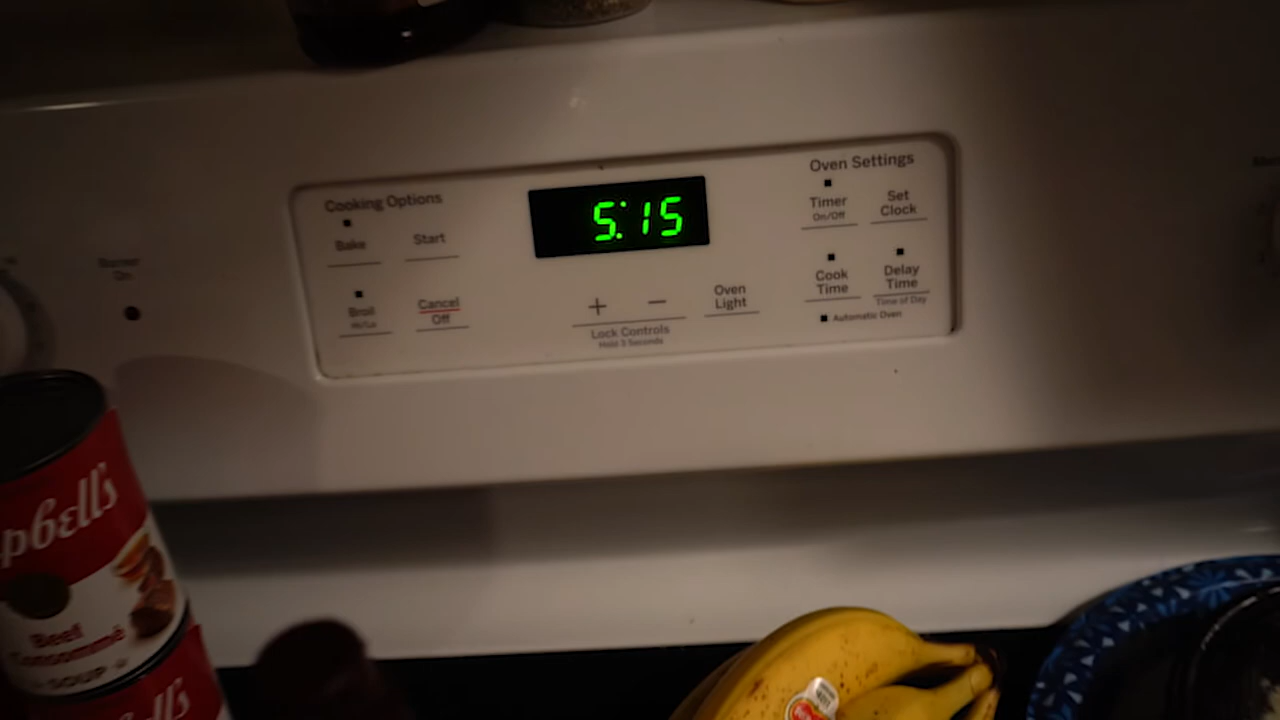 Oven Settings
Cooking Options
5:15
Timer
On/Off
Set
Clock
Bake
Start
Cook
Time
Delay
Time
Time of Day
Automatic Oven
Broil
Hi/Lo
Cancel
Off
+ −
Oven
Light
Lock Controls
Hold 3 Seconds
Burner
On
pbell's
Beef
Consommé
SOUP
bell's